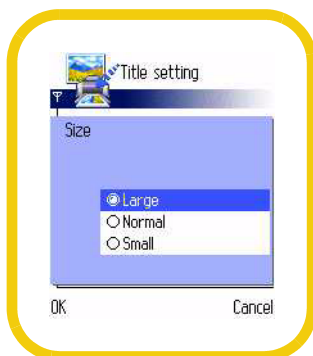 Title setting
Size
Large
Normal
Small
OK Cancel